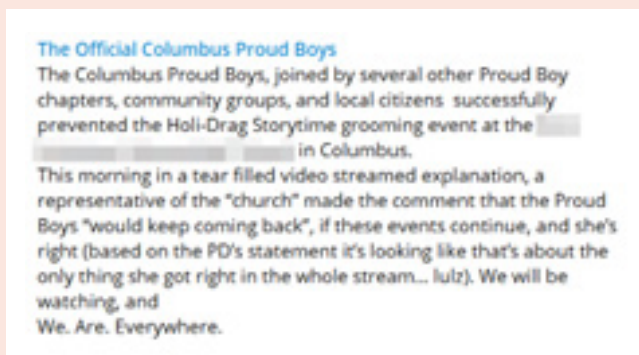 The Official Columbus Proud Boys
The Columbus Proud Boys, joined by several other Proud Boy
chapters, community groups, and local citizens  successfully
prevented the Holi-Drag Storytime grooming event at the
in Columbus.
This morning in a tear filled video streamed explanation, a
representative of the "church" made the comment that the Proud
Boys "would keep coming back", if these events continue, and she's
right (based on the PD's statement it's looking like that's about the
only thing she got right in the whole stream... lulz). We will be
watching, and
We. Are. Everywhere.